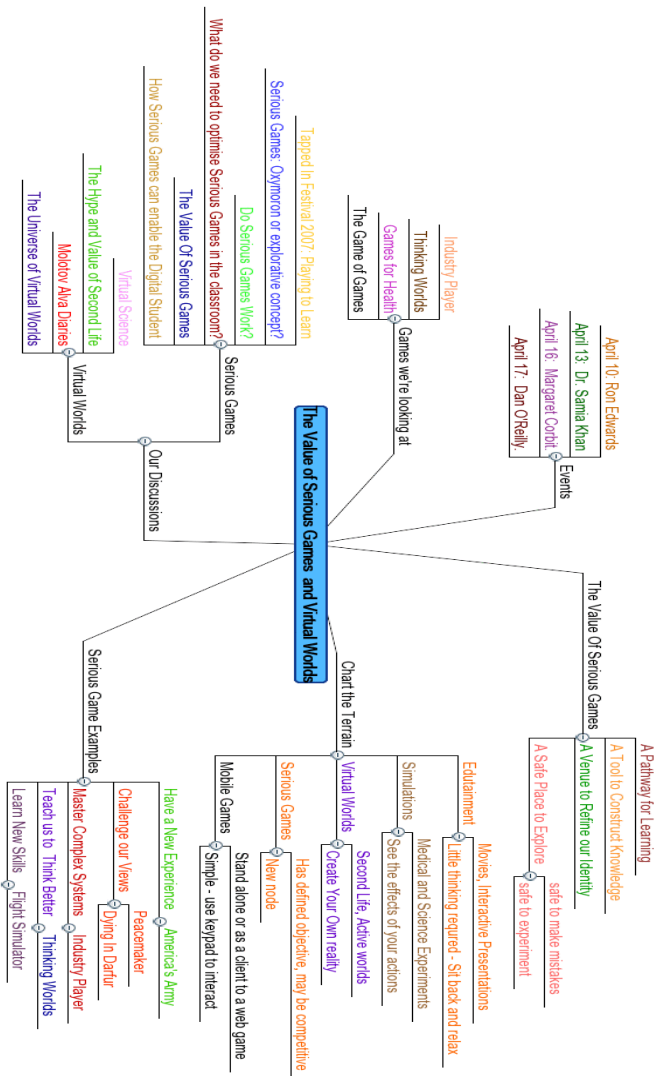 The Value of Serious Games and Virtual Worlds
Events
April 10: Ron Edwards
April 13: Dr. Samia Khan
April 16: Margaret Corbit
April 17: Dan O'Reilly.
Games we're looking at
Industry Player
Thinking Worlds
Games for Health
The Game of Games
Our Discussions
Serious Games
Tapped In Festival 2007: Playing to Learn
Serious Games: Oxymoron or explorative concept?
Do Serious Games Work?
What do we need to optimise Serious Games in the classroom?
The Value Of Serious Games
How Serious Games can enable the Digital Student
Virtual Worlds
Virtual Science
The Hype and Value of Second Life
Molotov Alva Diaries
The Universe of Virtual Worlds
The Value Of Serious Games
A Pathway for Learning
A Tool to Construct Knowledge
A Venue to Refine our Identity
A Safe Place to Explore
safe to make mistakes
safe to experiment
Chart the Terrain
Edutainment
Movies, Interactive Presentations
Little thinking requred - Sit back and relax
Simulations
Medical and Science Experiments
See the effects of your actions
Virtual Worlds
Second Life, Active worlds
Create Your Own reality
Serious Games
Has defined objective, may be competitive
New node
Mobile Games
Stand alone or as a client to a web game
Simple - use keypad to interact
Serious Game Examples
Have a New Experience
America's Army
Challenge our Views
Peacemaker
Dying In Darfur
Master Complex Systems
Industry Player
Teach us to Think Better
Thinking Worlds
Learn New Skills
Flight Simulator